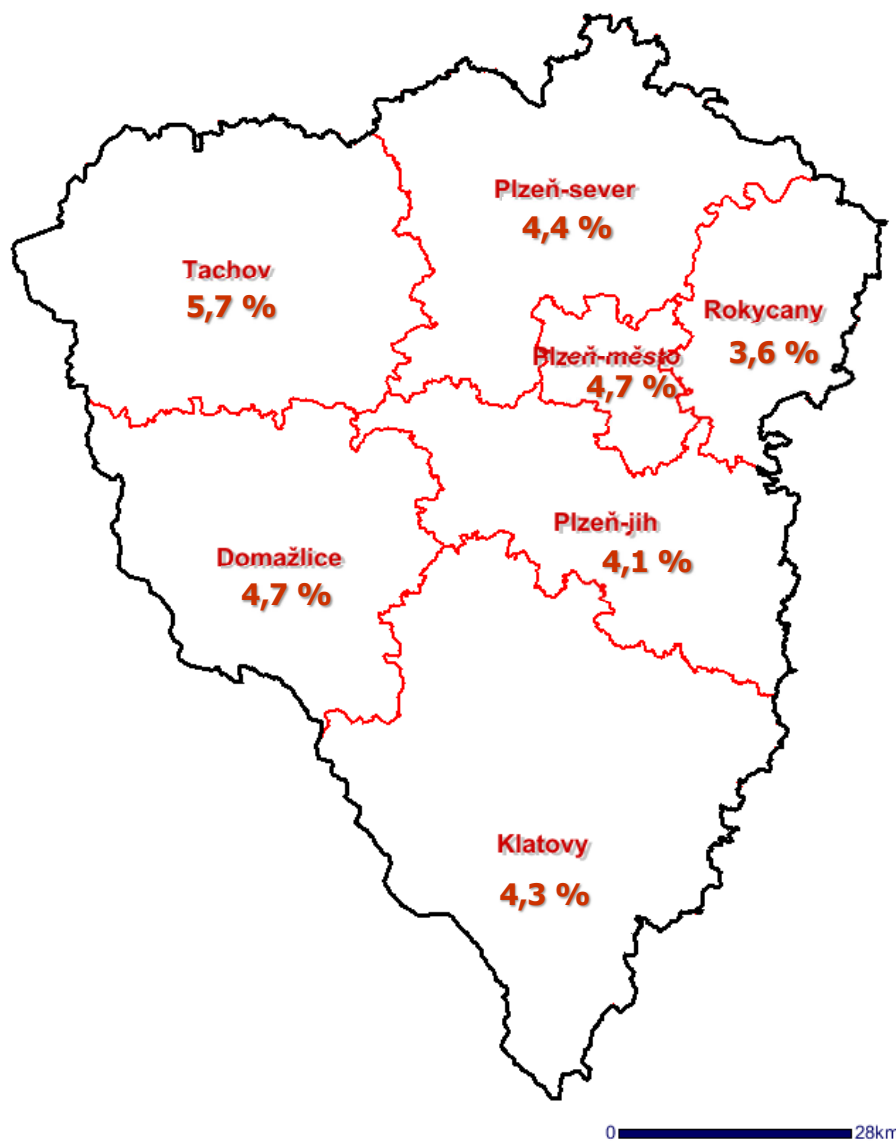 Plzeň-sever
4,4 %
Tachov
5,7 %
Rokycany
3,6 %
Plzeň-město
4,7 %
Plzeň-jih
4,1 %
Domažlice
4,7 %
Klatovy
4,3 %
0 28km